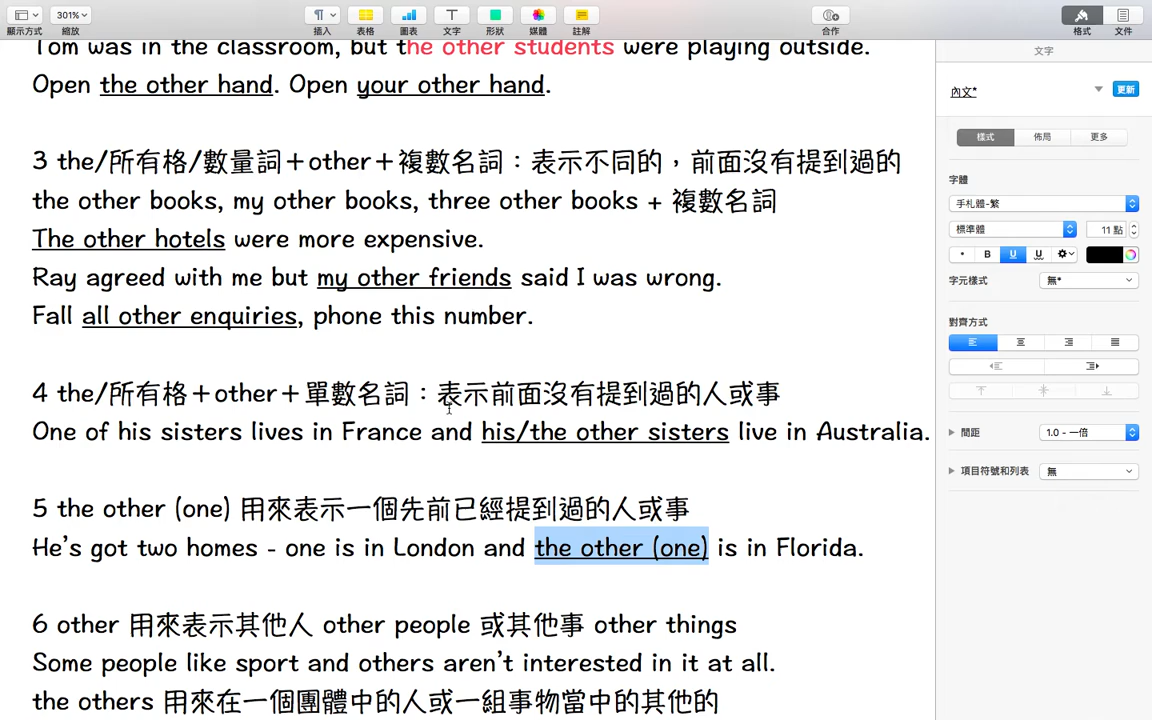 301%
顯示方式
縮放
插入
表格
圖表
文字
形狀
媒體
註解
合作
格式
文件
Tom was in the classroom, but the other students were playing outside.
Open the other hand. Open your other hand.
3 the/所有格/數量詞＋other＋複數名詞：表示不同的，前面沒有提到過的
the other books, my other books, three other books + 複數名詞
The other hotels were more expensive.
Ray agreed with me but my other friends said I was wrong.
Fall all other enquiries, phone this number.
4 the/所有格＋other＋單數名詞：表示前面沒有提到過的人或事
One of his sisters lives in France and his/the other sisters live in Australia.
5 the other (one) 用來表示一個先前已經提到過的人或事
He's got two homes - one is in London and the other (one) is in Florida.
6 other 用來表示其他人 other people 或其他事 other things
Some people like sport and others aren't interested in it at all.
the others 用來在一個團體中的人或一組事物當中的其他的
文字
內文*
更新
樣式
佈局
更多
字體
手札體-繁
標準體
11 點
B U U
字元樣式
無*
對齊方式
間距
1.0 - 一倍
項目符號和列表
無